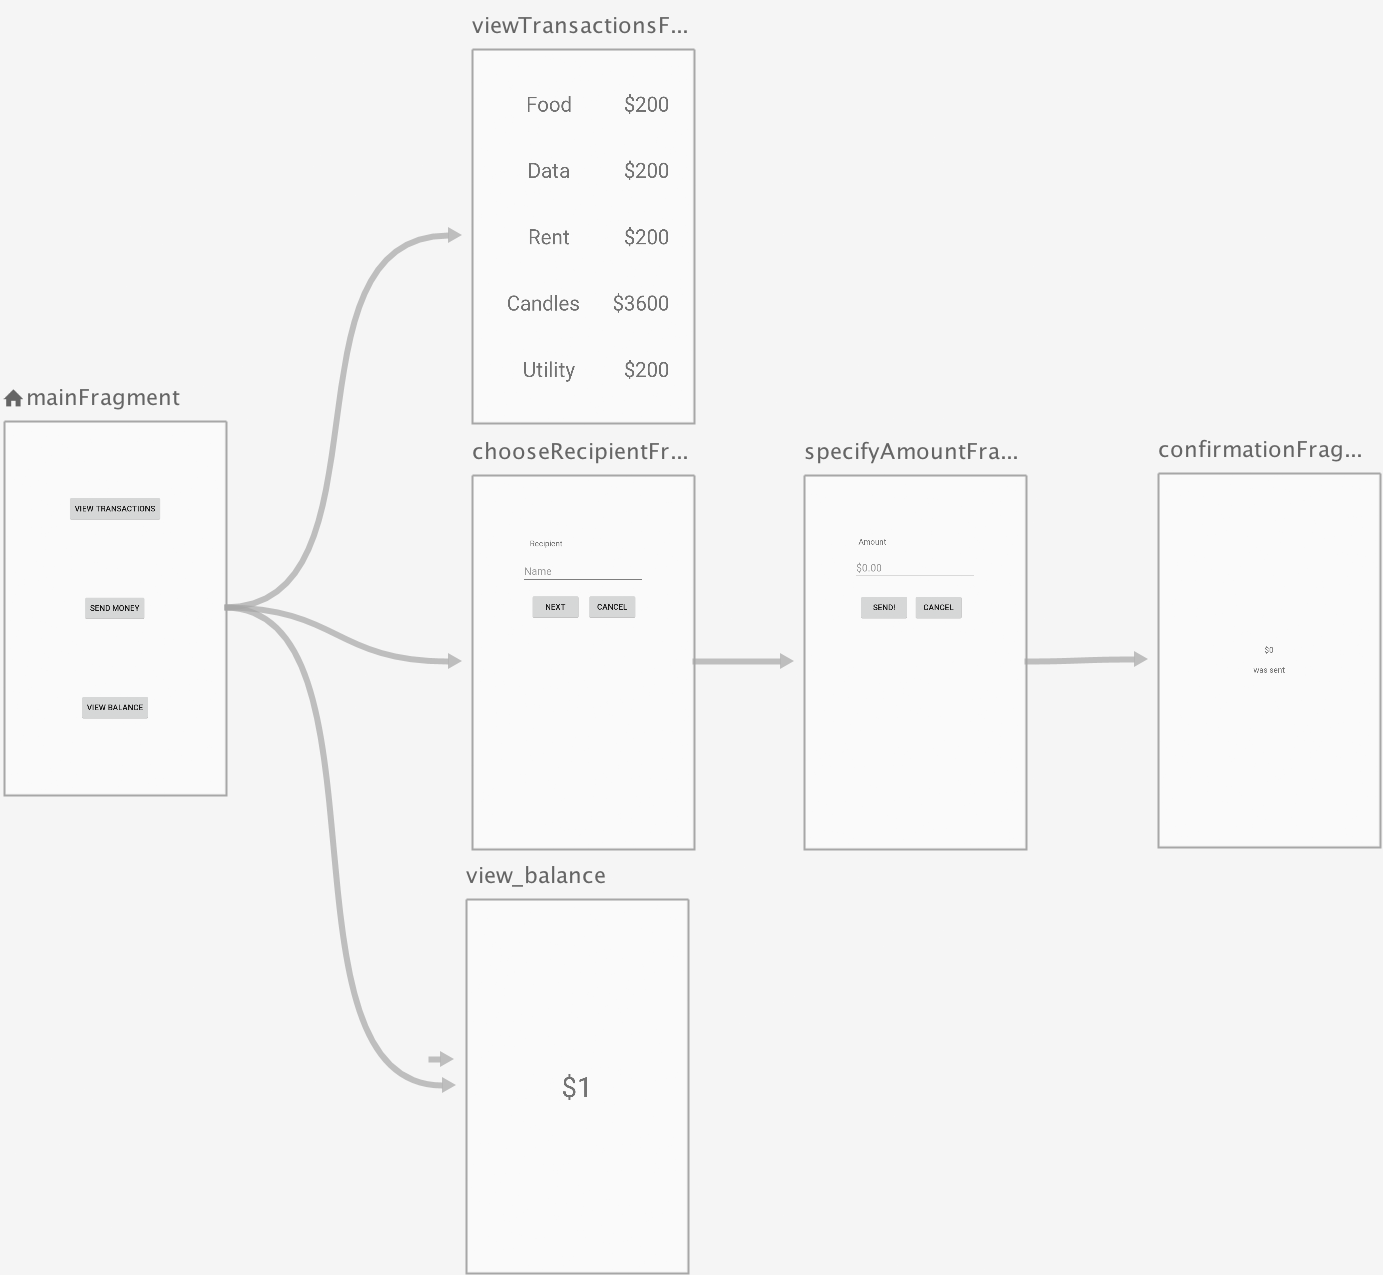 viewTransactionsF...
Food $200
Data $200
Rent $200
Candles $3600
Utility $200
mainFragment
VIEW TRANSACTIONS
SEND MONEY
VIEW BALANCE
chooseRecipientFr...
Recipient
Name
NEXT CANCEL
specifyAmountFra...
Amount
$0.00
SEND! CANCEL
confirmationFrag...
$0
was sent
view_balance
$1